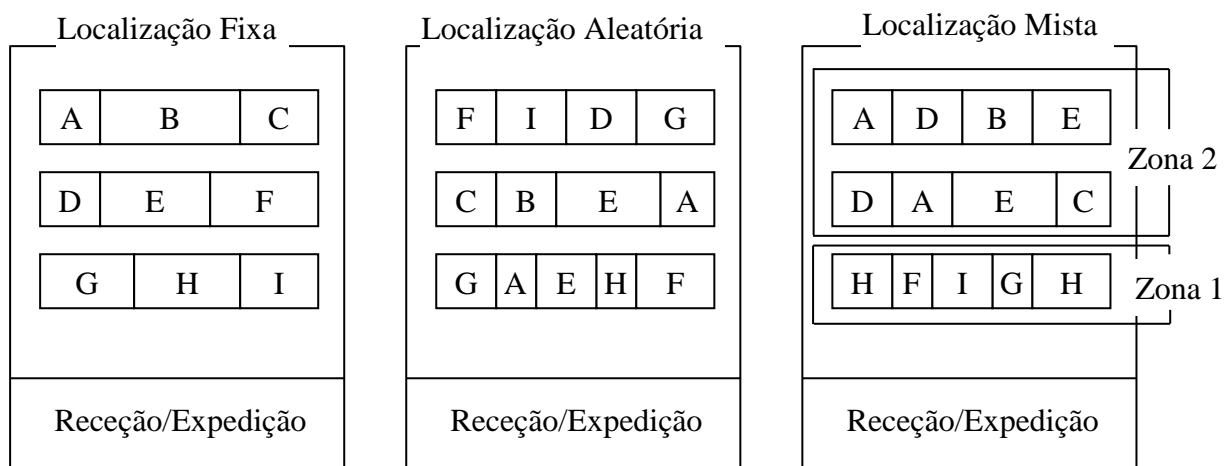 Localização Fixa
A B C
D E F
G H I
Receção/Expedição
Localização Aleatória
F I D G
C B E A
G A E H F
Receção/Expedição
Localização Mista
A D B E
Zona 2
D A E C
H F I G H
Zona 1
Receção/Expedição